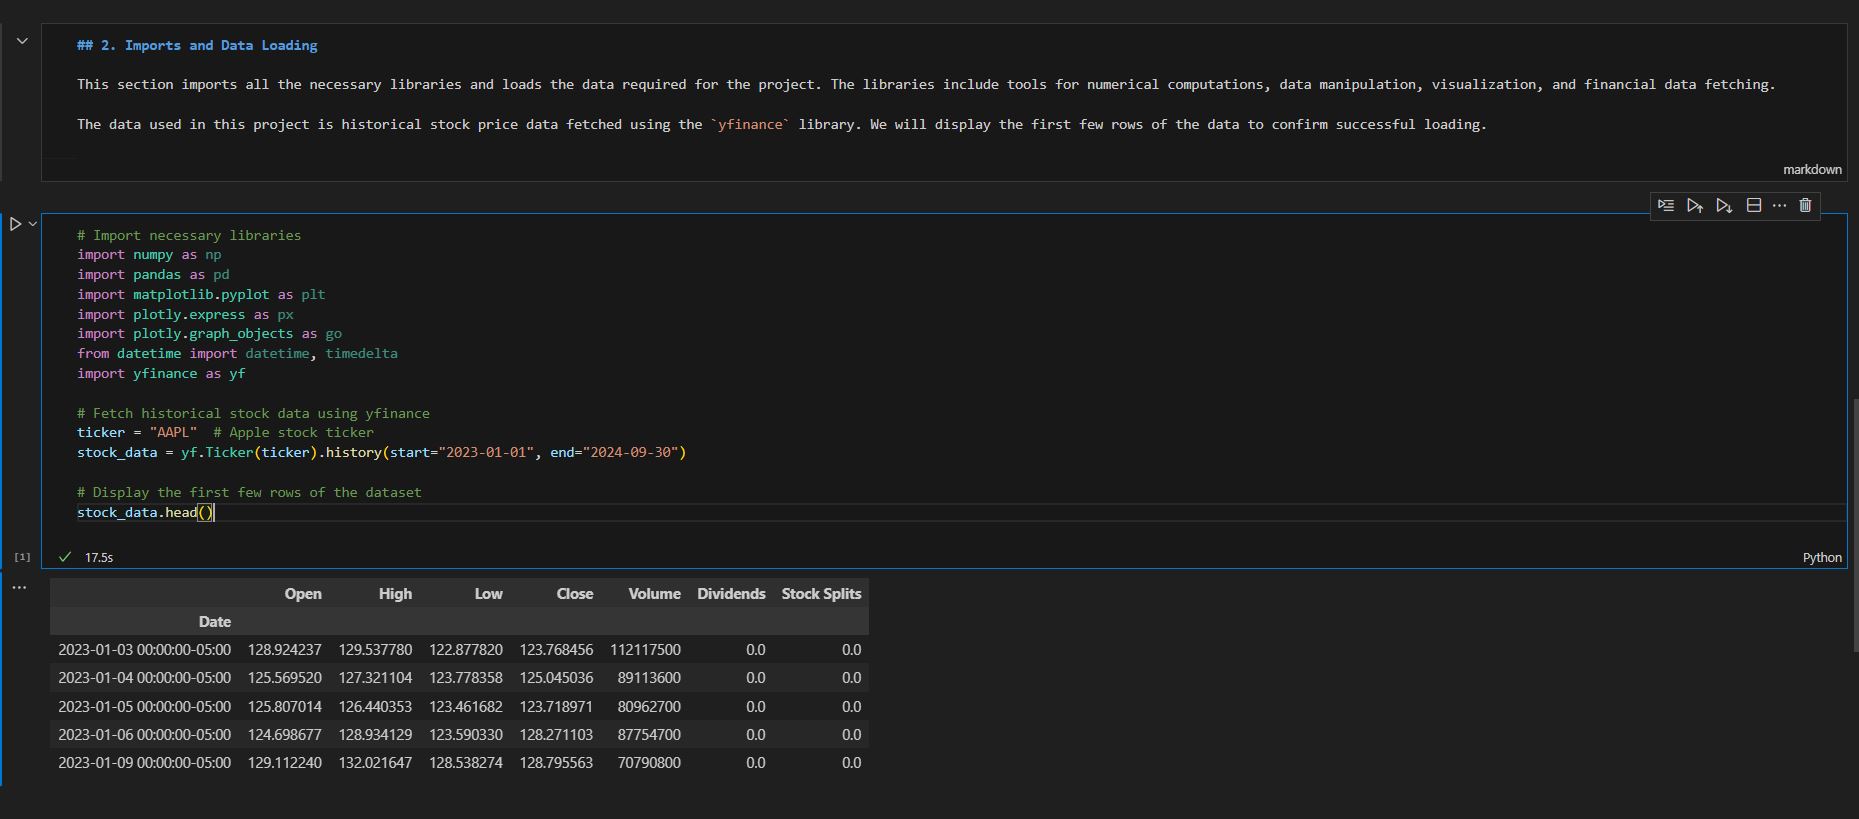 ## 2. Imports and Data Loading
This section imports all the necessary libraries and loads the data required for the project. The libraries include tools for numerical computations, data manipulation, visualization, and financial data fetching.
The data used in this project is historical stock price data fetched using the `yfinance` library. We will display the first few rows of the data to confirm successful loading.
markdown
# Import necessary libraries
import numpy as np
import pandas as pd
import matplotlib.pyplot as plt
import plotly.express as px
import plotly.graph_objects as go
from datetime import datetime, timedelta
import yfinance as yf
# Fetch historical stock data using yfinance
ticker = "AAPL"  # Apple stock ticker
stock_data = yf.Ticker(ticker).history(start="2023-01-01", end="2024-09-30")
# Display the first few rows of the dataset
stock_data.head()
[1] 17.5s Python
Open High Low Close Volume Dividends Stock Splits
Date
2023-01-03 00:00:00-05:00 128.924237 129.537780 122.877820 123.768456 112117500 0.0 0.0
2023-01-04 00:00:00-05:00 125.569520 127.321104 123.778358 125.045036 89113600 0.0 0.0
2023-01-05 00:00:00-05:00 125.807014 126.440353 123.461682 123.718971 80962700 0.0 0.0
2023-01-06 00:00:00-05:00 124.698677 128.934129 123.590330 128.271103 87754700 0.0 0.0
2023-01-09 00:00:00-05:00 129.112240 132.021647 128.538274 128.795563 70790800 0.0 0.0